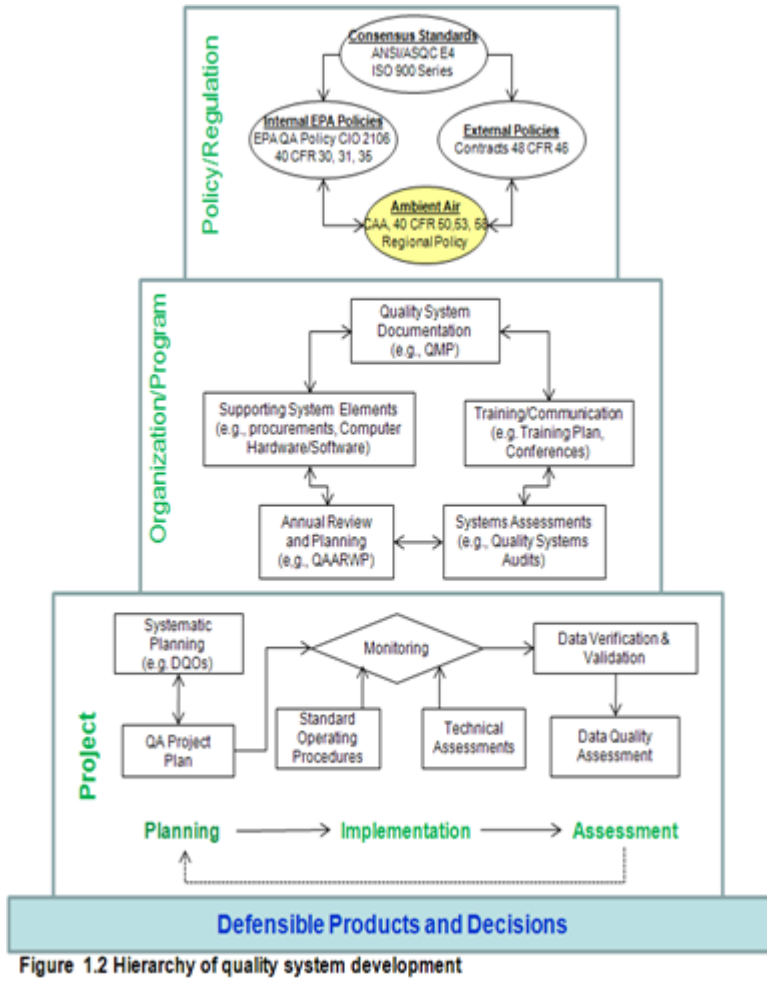 Policy/Regulation
Consensus Standards
ANSI/ASQC E4
ISO 900 Series
Internal EPA Policies
EPA QA Policy CIO 2106
40 CFR 30, 31, 35
External Policies
Contracts 48 CFR 46
Ambient Air
CAA, 40 CFR 50,53, 58
Regional Policy
Organization/Program
Quality System
Documentation
(e.g., QMP)
Supporting System Elements
(e.g., procurements, Computer
Hardware/Software)
Training/Communication
(e.g. Training Plan,
Conferences)
Annual Review
and Planning
(e.g., QAARWP)
Systems Assessments
(e.g., Quality Systems
Audits)
Project
Systematic
Planning
(e.g. DQOs)
QA Project
Plan
Monitoring
Standard
Operating
Procedures
Technical
Assessments
Data Verification &
Validation
Data Quality
Assessment
Planning
Implementation
Assessment
Defensible Products and Decisions
Figure 1.2 Hierarchy of quality system development